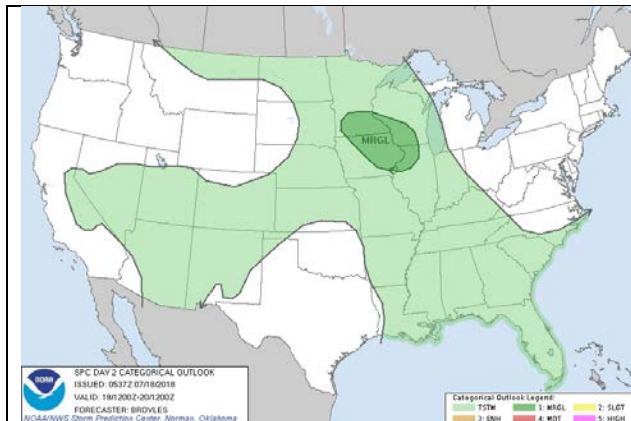 MRGL
NOAA
SPC DAY 2 CATEGORICAL OUTLOOK
ISSUED: 0537Z 07/18/2018
VALID: 19/1200Z-20/1200Z
FORECASTER: BROYLES
NOAA/NWS Storm Prediction Center, Norman, Oklahoma
Categorical Outlook Legend:
TSTM 1: MRGL 2: SLGT
3: ENH 4: MDT 5: HIGH